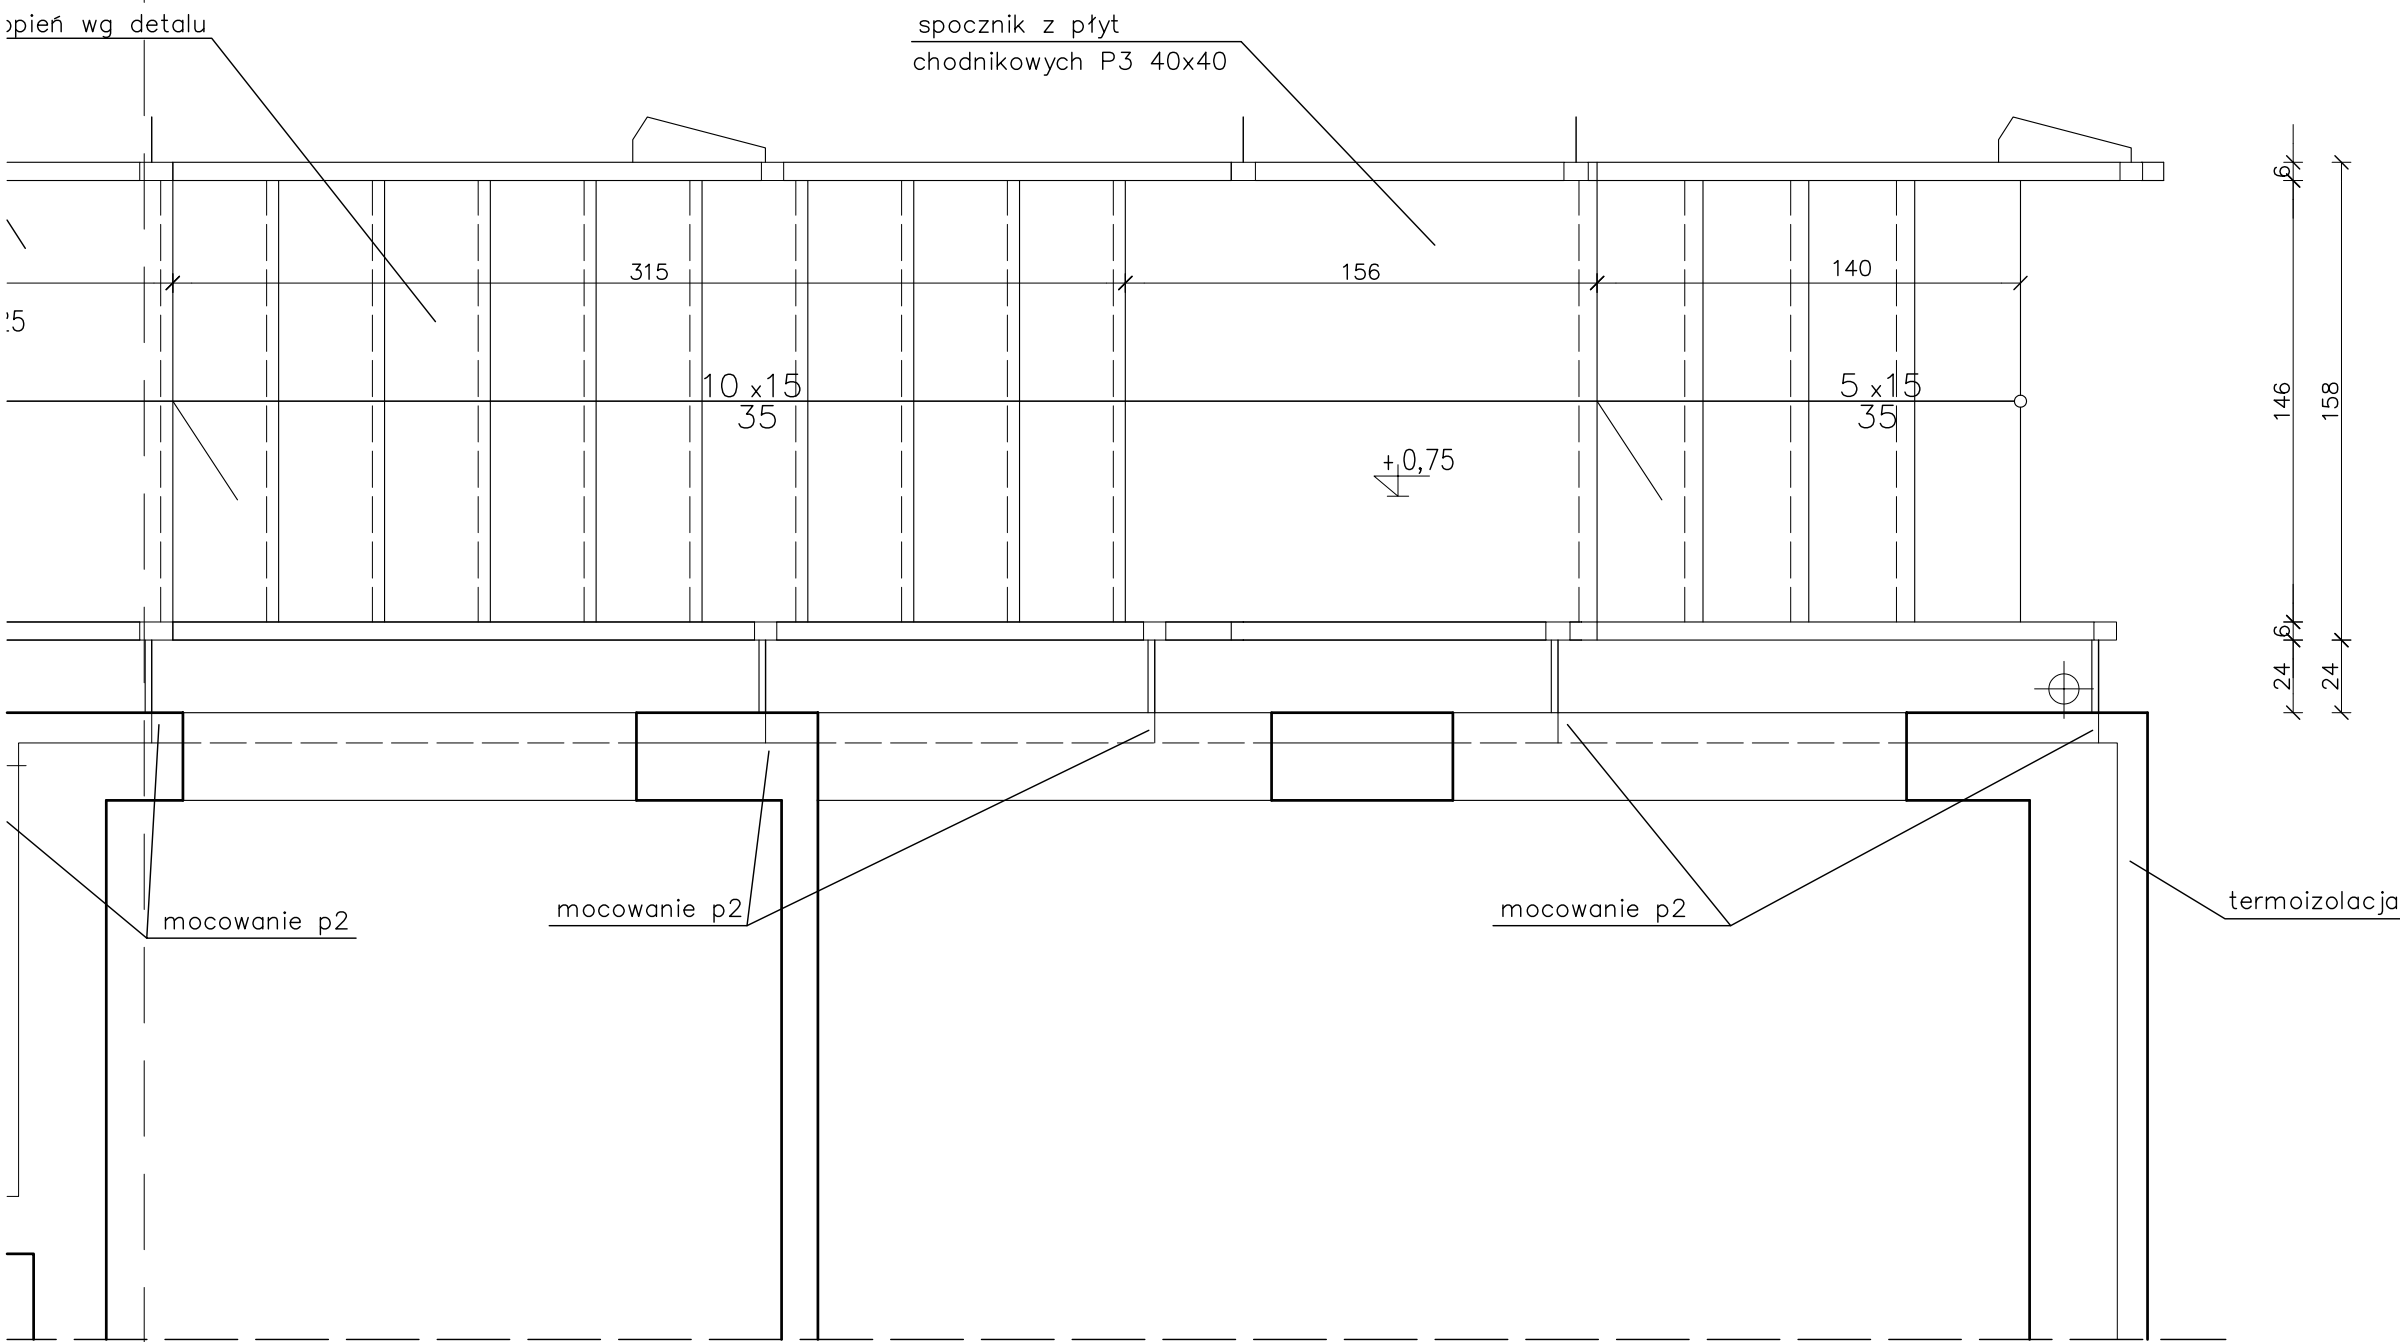 wg detalu
spocznik z płyt
chodnikowych P3 40x40
315
156
140
10 x15
35
5 x15
35
+0,75
6
146
158
6
24
24
mocowanie p2
mocowanie p2
mocowanie p2
termoizolacja